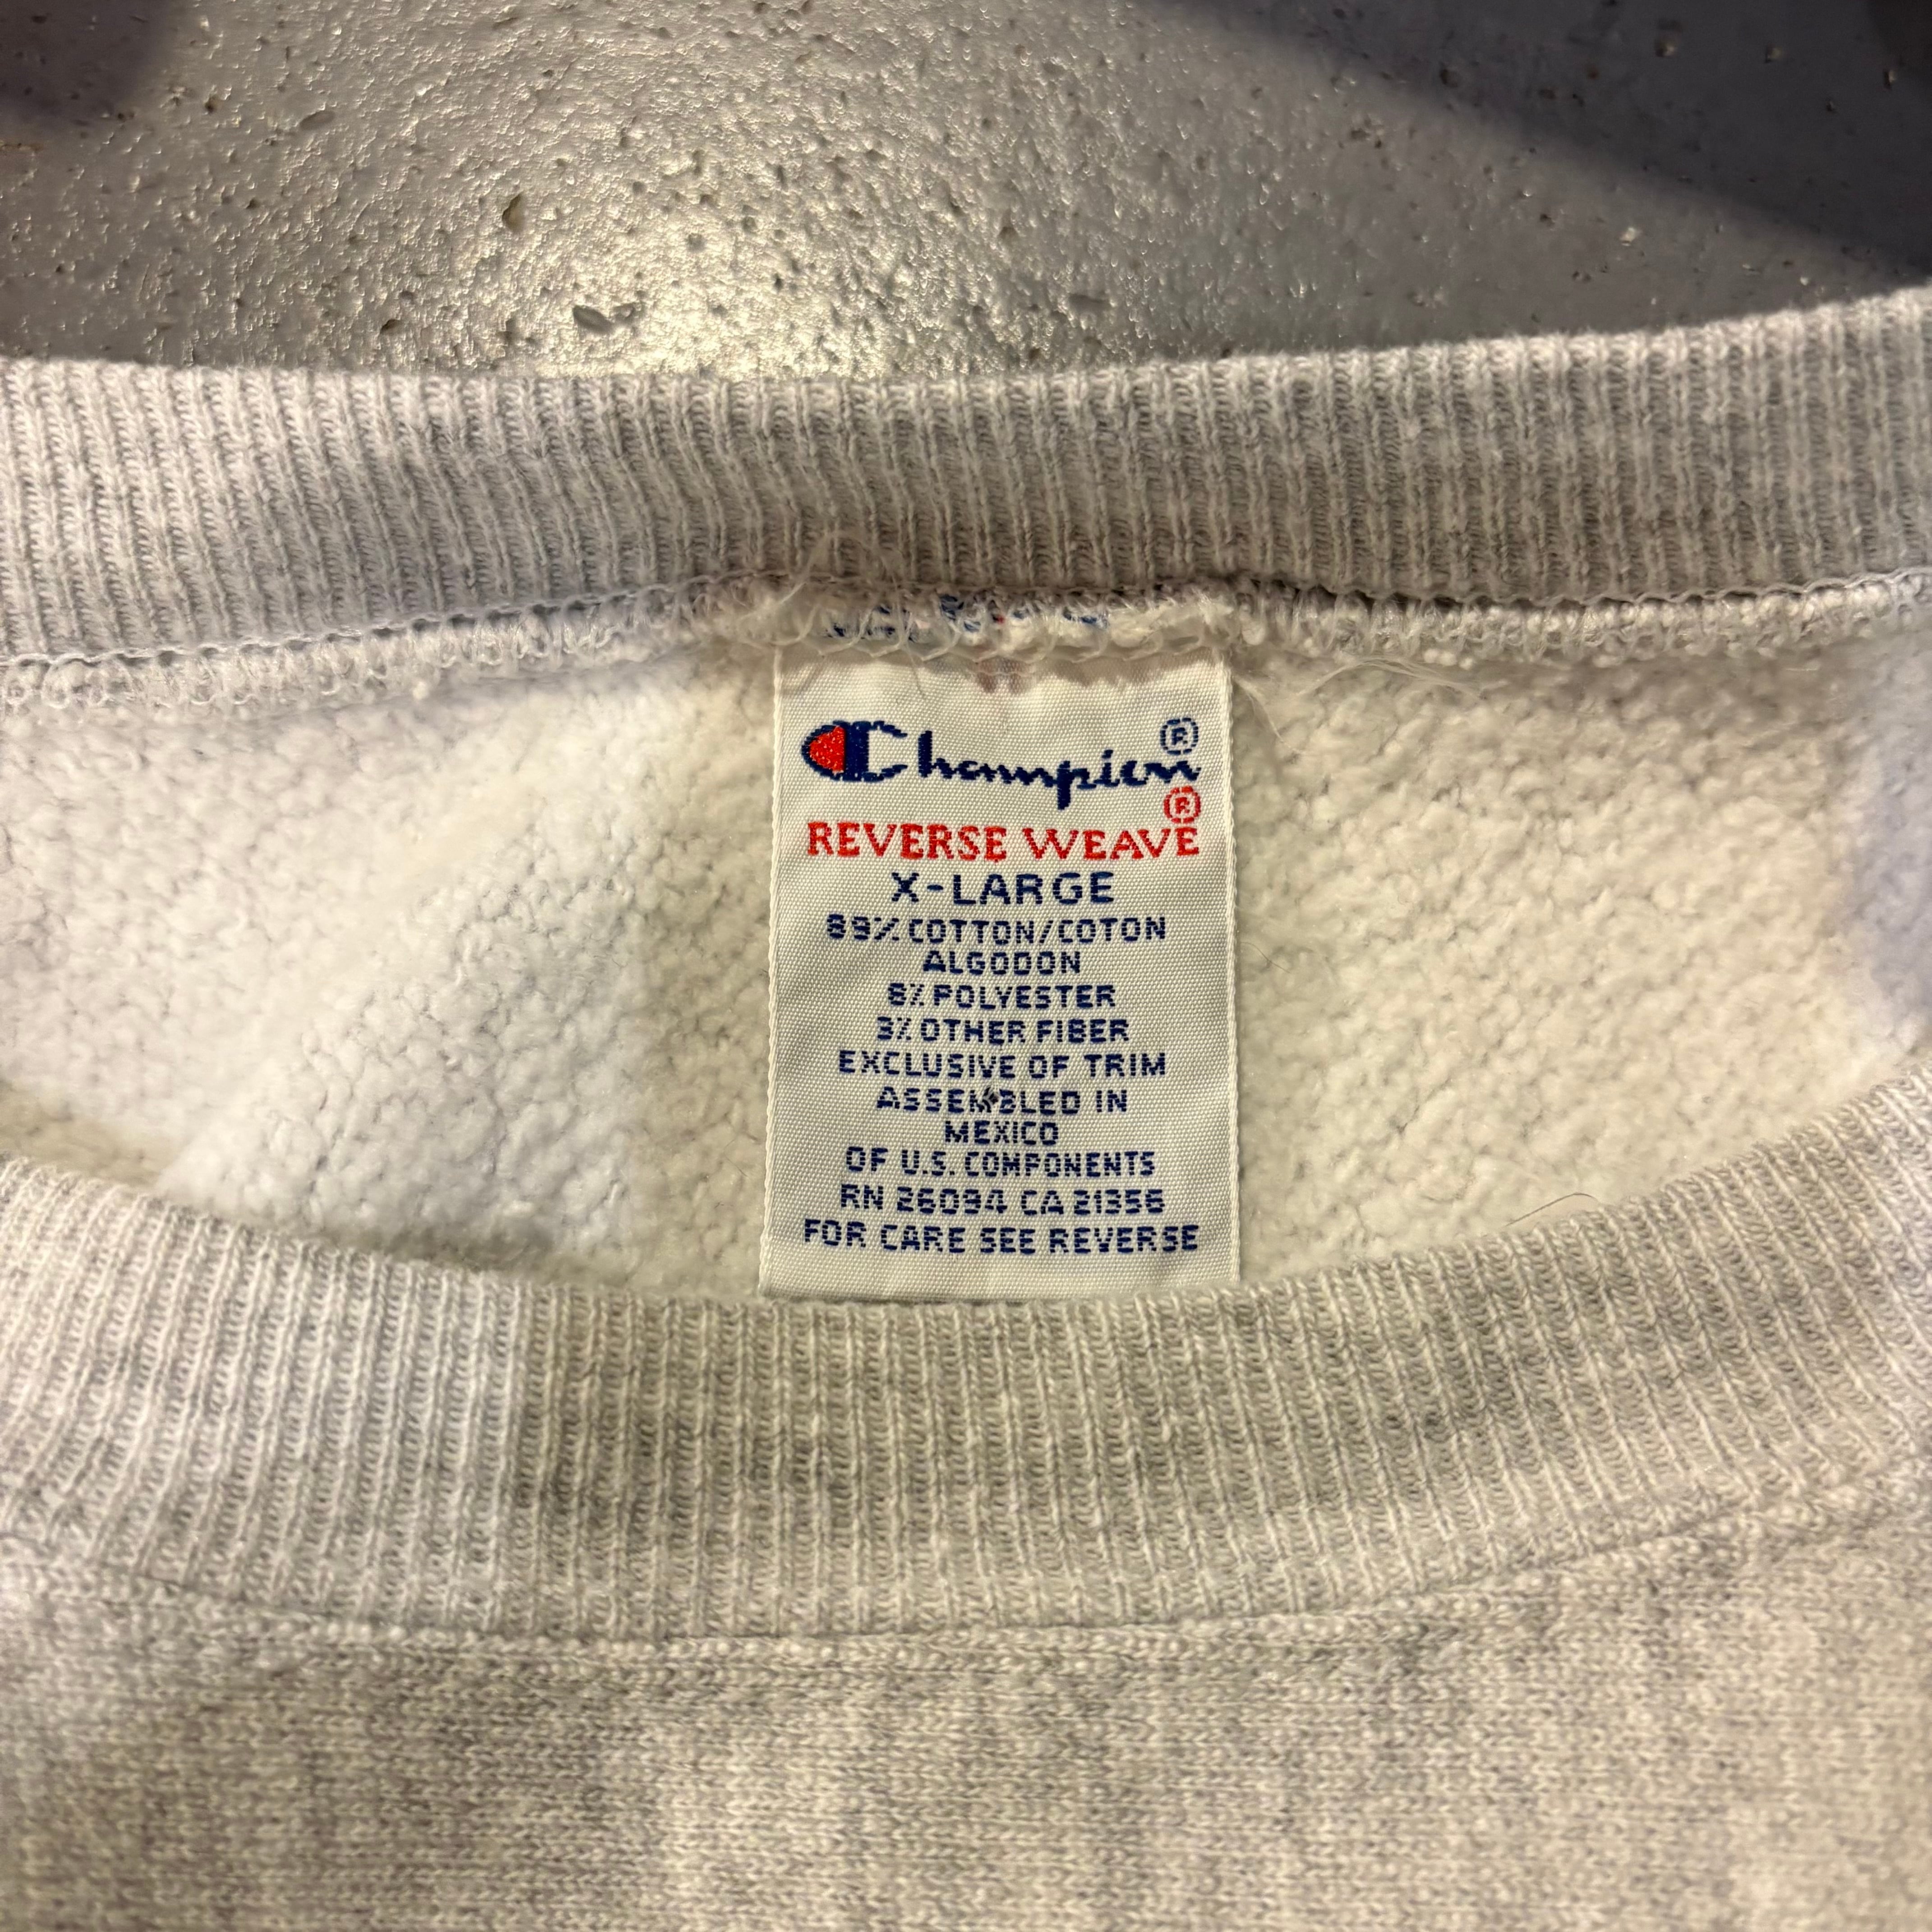 Champion®
REVERSE WEAVE®
X-LARGE
89% COTTON/COTON
ALGODON
8% POLYESTER
3% OTHER FIBER
EXCLUSIVE OF TRIM
ASSEMBLED IN
MEXICO
OF U.S. COMPONENTS
RN 26094 CA 21356
FOR CARE SEE REVERSE